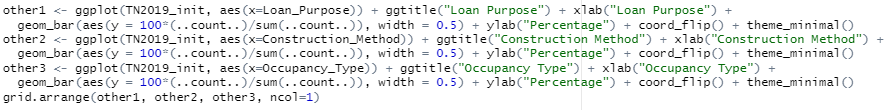 other1 <- ggplot(TN2019_init, aes(x=Loan_Purpose)) + ggtitle("Loan Purpose") + xlab("Loan Purpose") +
geom_bar(aes(y = 100*(..count..)/sum(..count..)), width = 0.5) + ylab("Percentage") + coord_flip() + theme_minimal()
other2 <- ggplot(TN2019_init, aes(x=Construction_Method)) + ggtitle("Construction Method") + xlab("Construction Method") +
geom_bar(aes(y = 100*(..count..)/sum(..count..)), width = 0.5) + ylab("Percentage") + coord_flip() + theme_minimal()
other3 <- ggplot(TN2019_init, aes(x=Occupancy_Type)) + ggtitle("Occupancy Type") + xlab("Occupancy Type") +
geom_bar(aes(y = 100*(..count..)/sum(..count..)), width = 0.5) + ylab("Percentage") + coord_flip() + theme_minimal()
grid.arrange(other1, other2, other3, ncol=1)